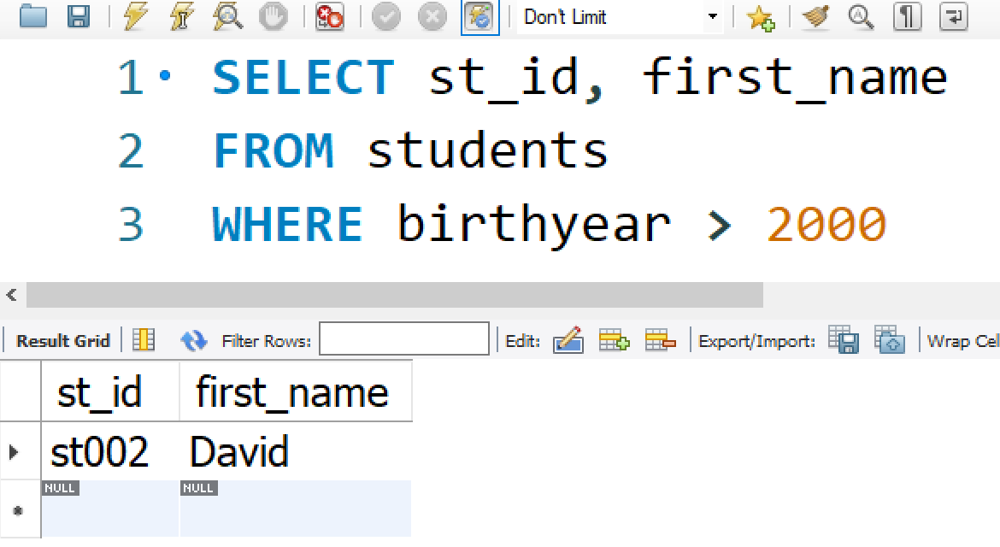 Don't Limit
1 SELECT st_id, first_name
2 FROM students
3 WHERE birthyear > 2000
Result Grid Filter Rows: Edit: Export/Import: Wrap Cel
st_id first_name
st002 David
NULL NULL